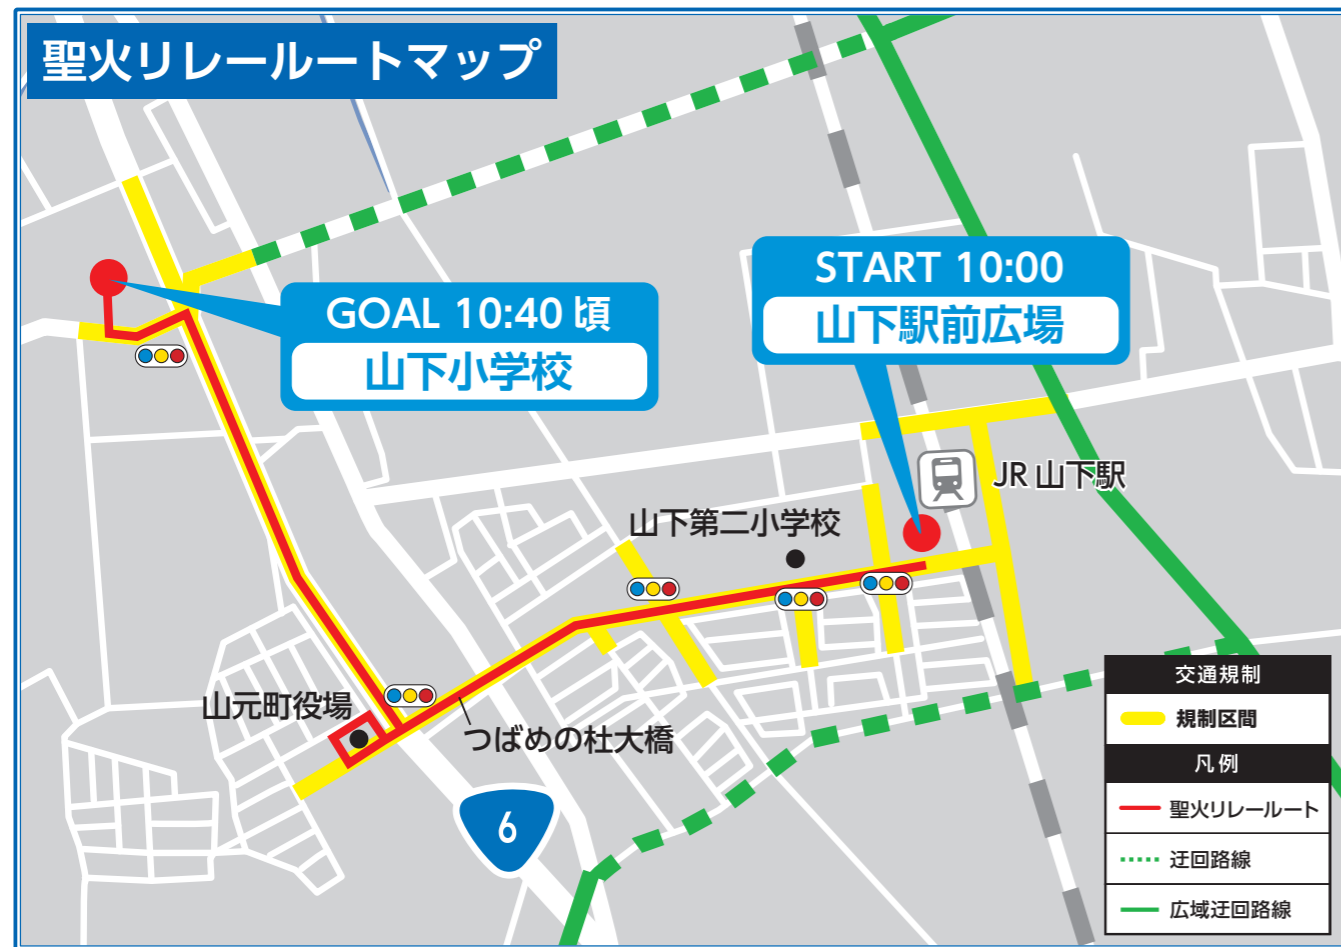 聖火リレールートマップ
START 10:00
山下駅前広場
GOAL 10:40 頃
山下小学校
JR 山下駅
山下第二小学校
山元町役場
つばめの杜大橋
6
交通規制
規制区間
凡例
聖火リレールート
迂回路線
広域迂回路線